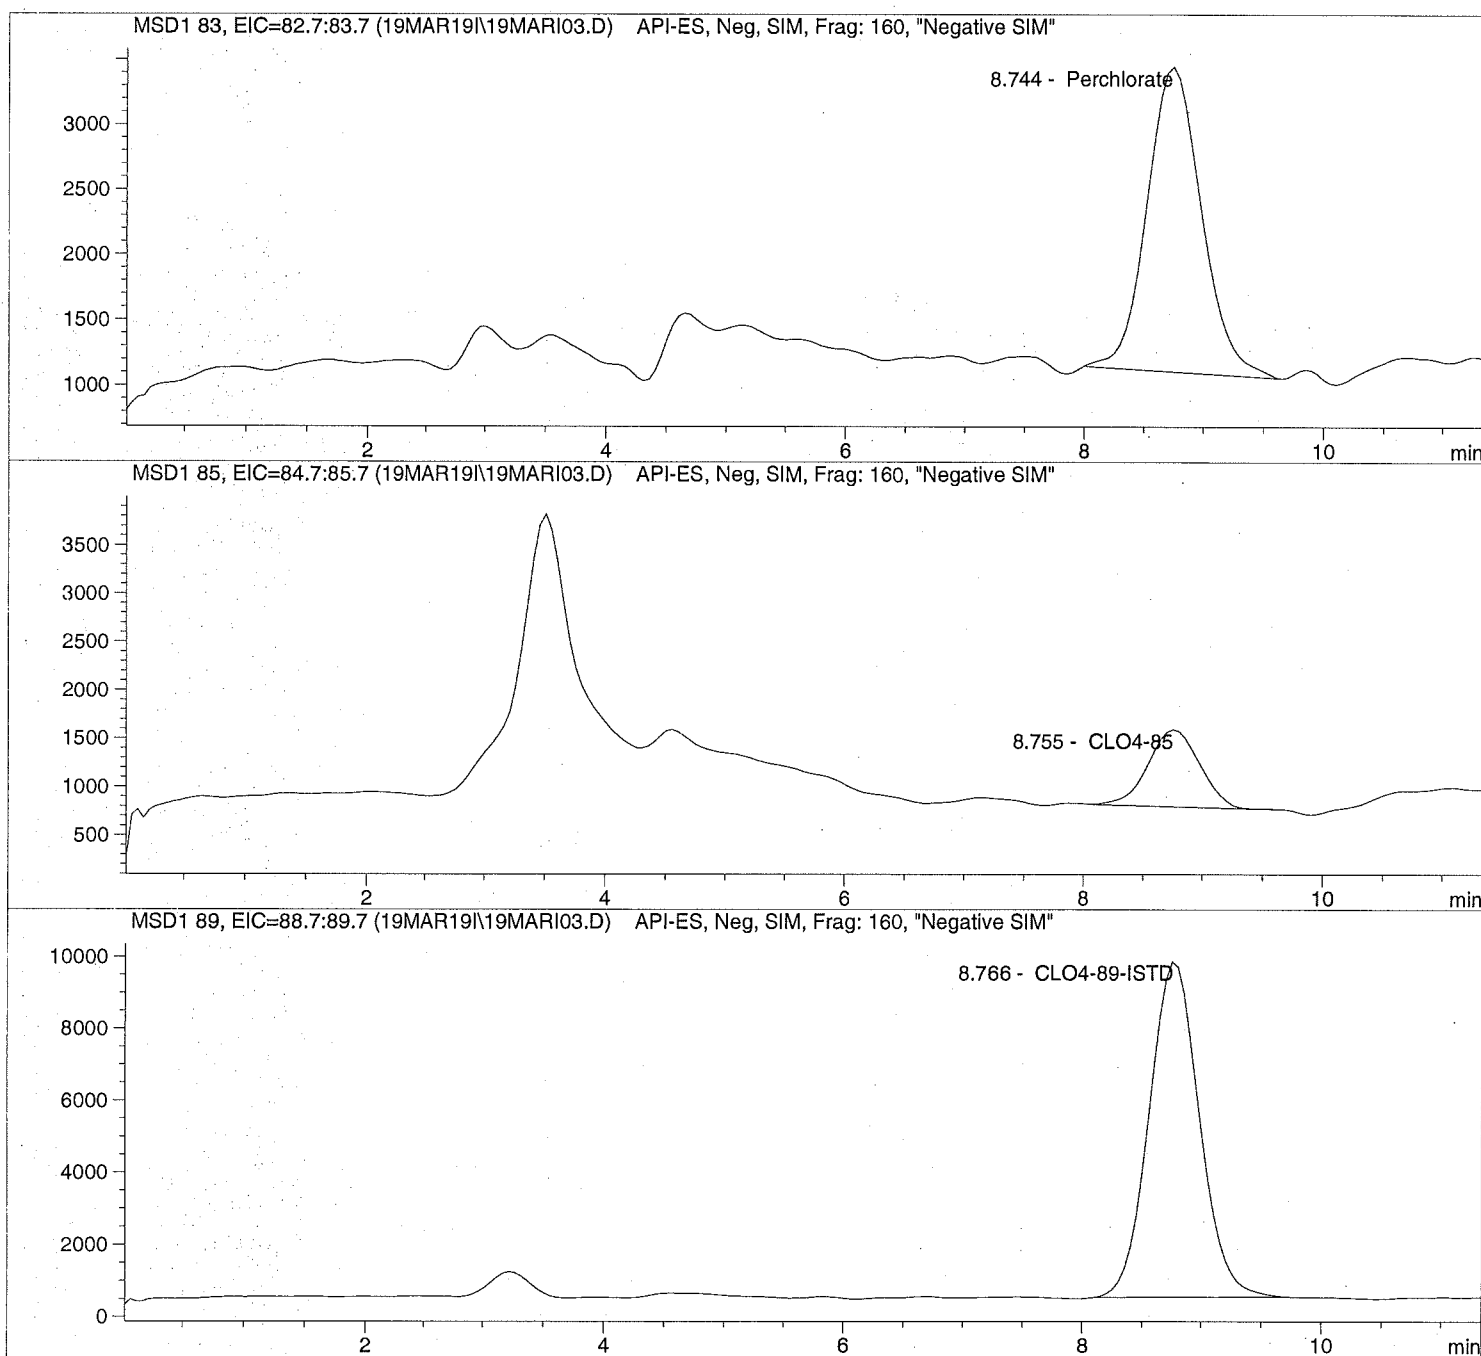 MSD1 83, EIC=82.7:83.7 (19MAR19I\19MARI03.D) API-ES, Neg, SIM, Frag: 160, "Negative SIM"
8.744 - Perchlorate
3000
2500
2000
1500
1000
2 4 6 8 10 min
MSD1 85, EIC=84.7:85.7 (19MAR19I\19MARI03.D) API-ES, Neg, SIM, Frag: 160, "Negative SIM"
3500
3000
2500
2000
1500
8.755 - CLO4-85
1000
500
2 4 6 8 10 min
MSD1 89, EIC=88.7:89.7 (19MAR19I\19MARI03.D) API-ES, Neg, SIM, Frag: 160, "Negative SIM"
10000
8.766 - CLO4-89-ISTD
8000
6000
4000
2000
0
2 4 6 8 10 min